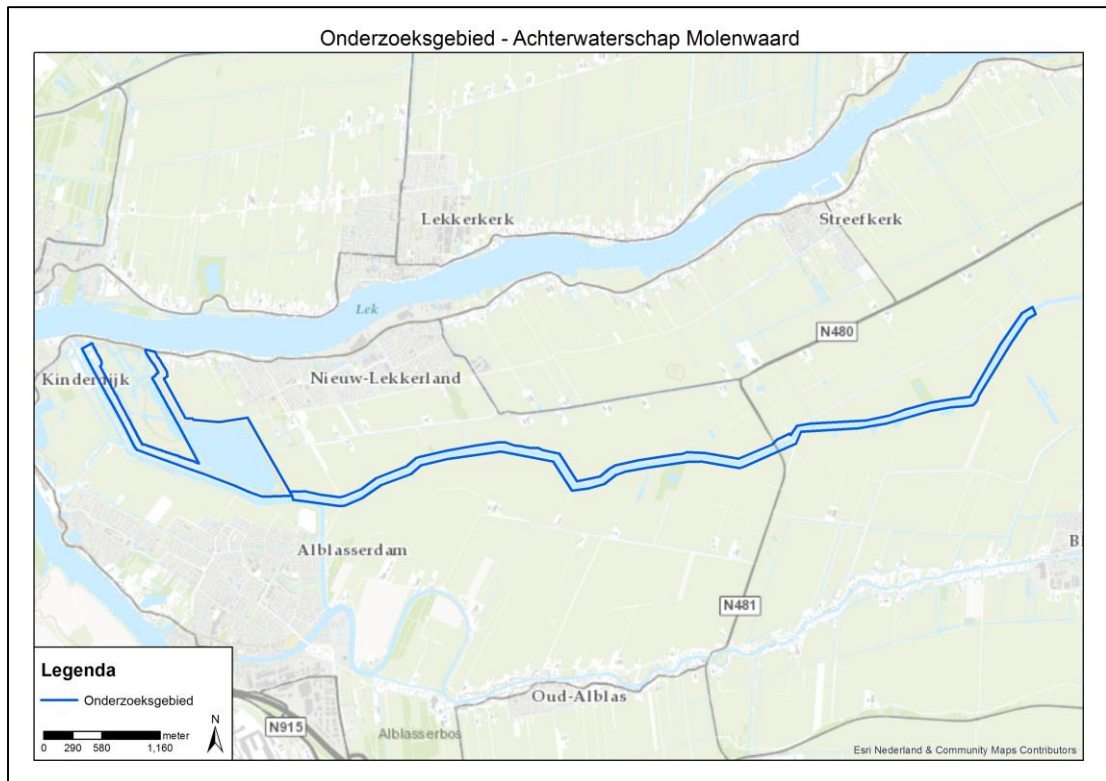 Onderzoeksgebied - Achterwaterschap Molenwaard
Lekkerkerk
Streefkerk
Lek
N480
Kinderdijk
Nieuw-Lekkerland
Alblasserdam
B
N481
Oud-Alblas
Legenda
Onderzoeksgebied
N
meter
0 290 580 1,160
N915
Alblasserbos
Esri Nederland & Community Maps Contributors